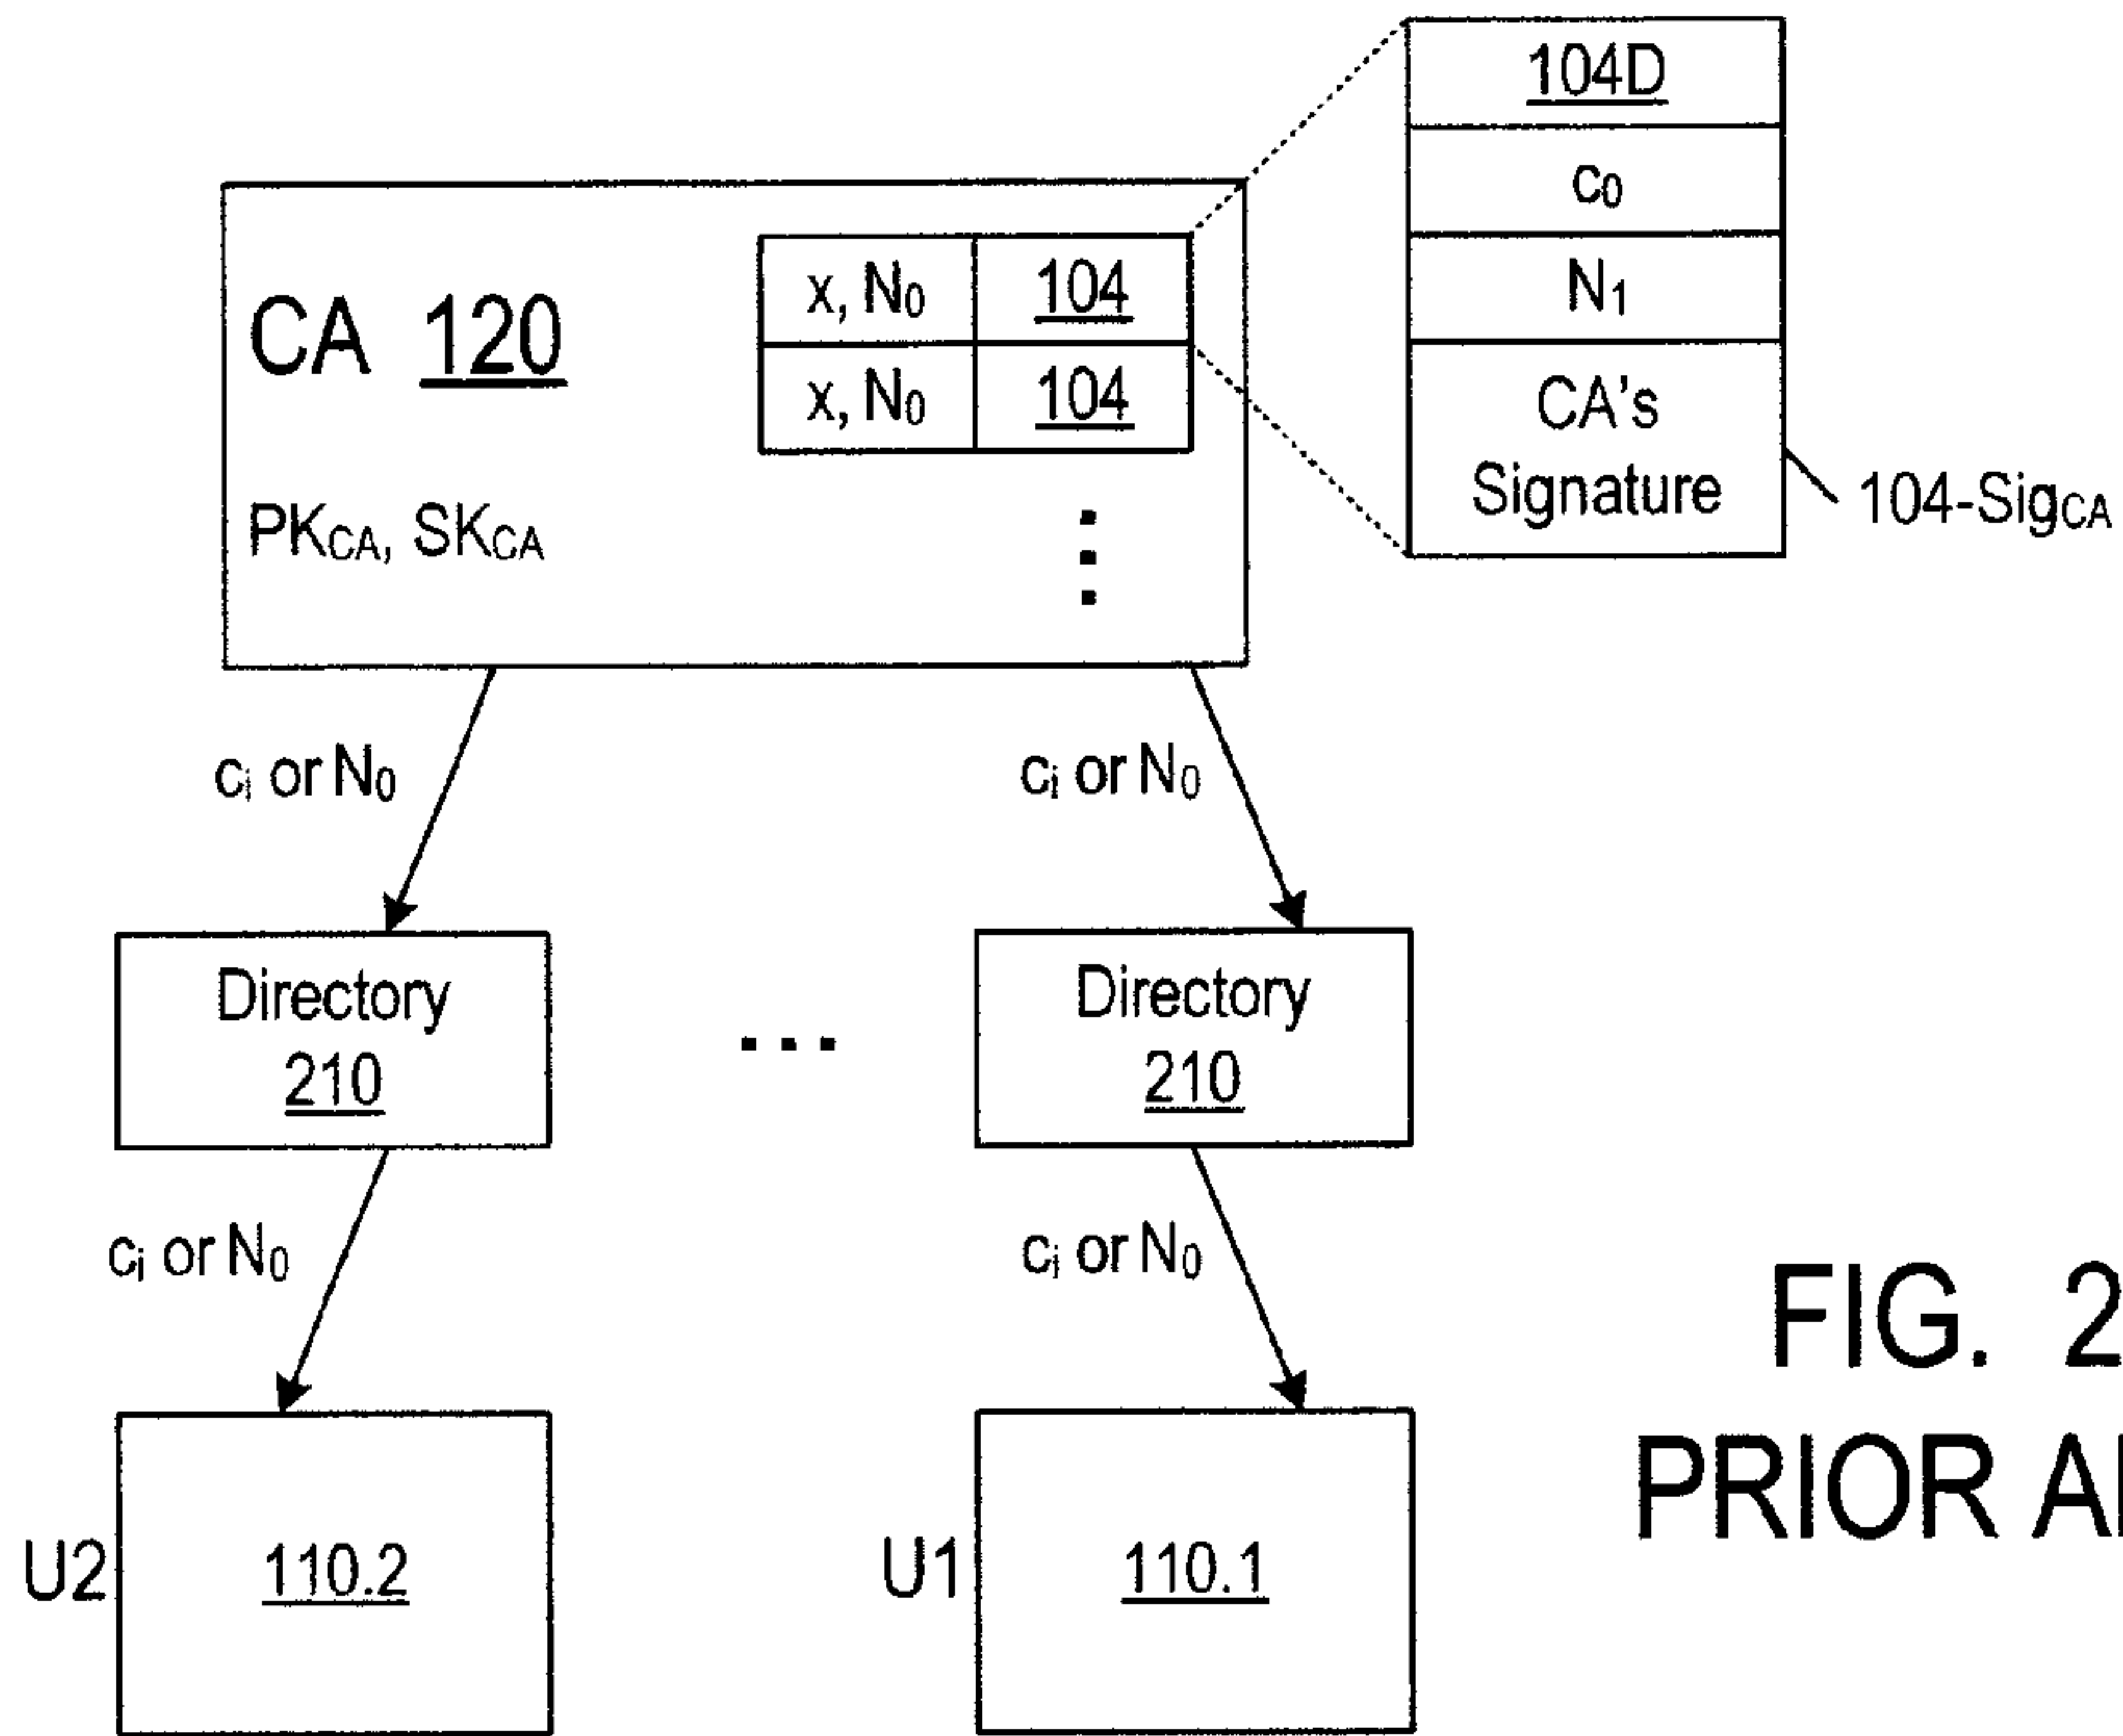 104D
c0
N1
CA's
Signature
104-SigCA
CA 120
x, N0 104
x, N0 104
PKCA, SKCA
ci or N0 ci or N0
Directory Directory
210 210
ci or N0 ci or N0
FIG. 2
PRIOR
U2 110.2 U1 110.1